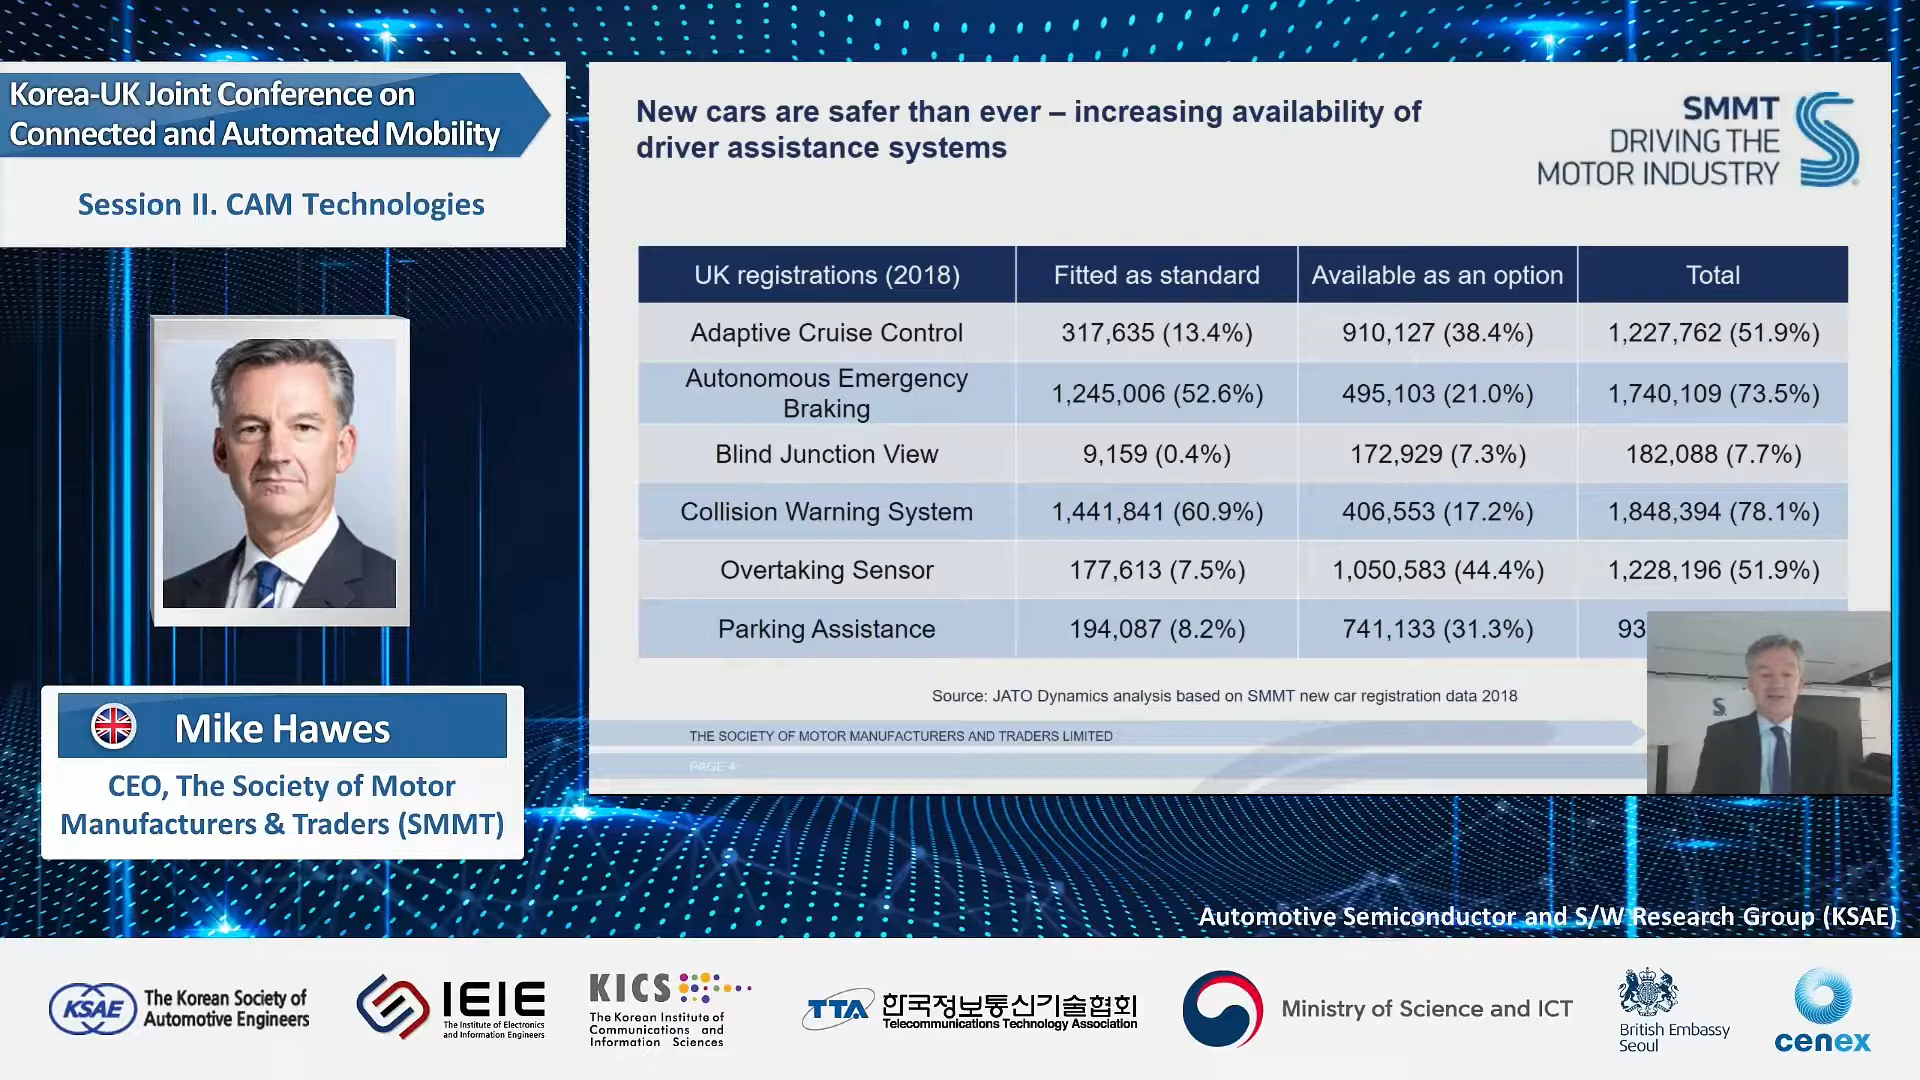 Korea-UK Joint Conference on
Connected and Automated Mobility
Session II. CAM Technologies
Mike Hawes
CEO, The Society of Motor
Manufacturers & Traders (SMMT)
New cars are safer than ever – increasing availability of
driver assistance systems
SMMT
DRIVING THE
MOTOR INDUSTRY
UK registrations (2018) Fitted as standard Available as an option Total
Adaptive Cruise Control 317,635 (13.4%) 910,127 (38.4%) 1,227,762 (51.9%)
Autonomous Emergency
Braking 1,245,006 (52.6%) 495,103 (21.0%) 1,740,109 (73.5%)
Blind Junction View 9,159 (0.4%) 172,929 (7.3%) 182,088 (7.7%)
Collision Warning System 1,441,841 (60.9%) 406,553 (17.2%) 1,848,394 (78.1%)
Overtaking Sensor 177,613 (7.5%) 1,050,583 (44.4%) 1,228,196 (51.9%)
Parking Assistance 194,087 (8.2%) 741,133 (31.3%) 93
Source: JATO Dynamics analysis based on SMMT new car registration data 2018
THE SOCIETY OF MOTOR MANUFACTURERS AND TRADERS LIMITED
PAGE 4
Automotive Semiconductor and S/W Research Group (KSAE)
KSAE
The Korean Society of
Automotive Engineers
IEIE
The Institute of Electronics
and Information Engineers
KICS
The Korean Institute of
Communications and
Information Sciences
TTA 한국정보통신기술협회
Telecommunications Technology Association
Ministry of Science and ICT
British Embassy
Seoul
cenex